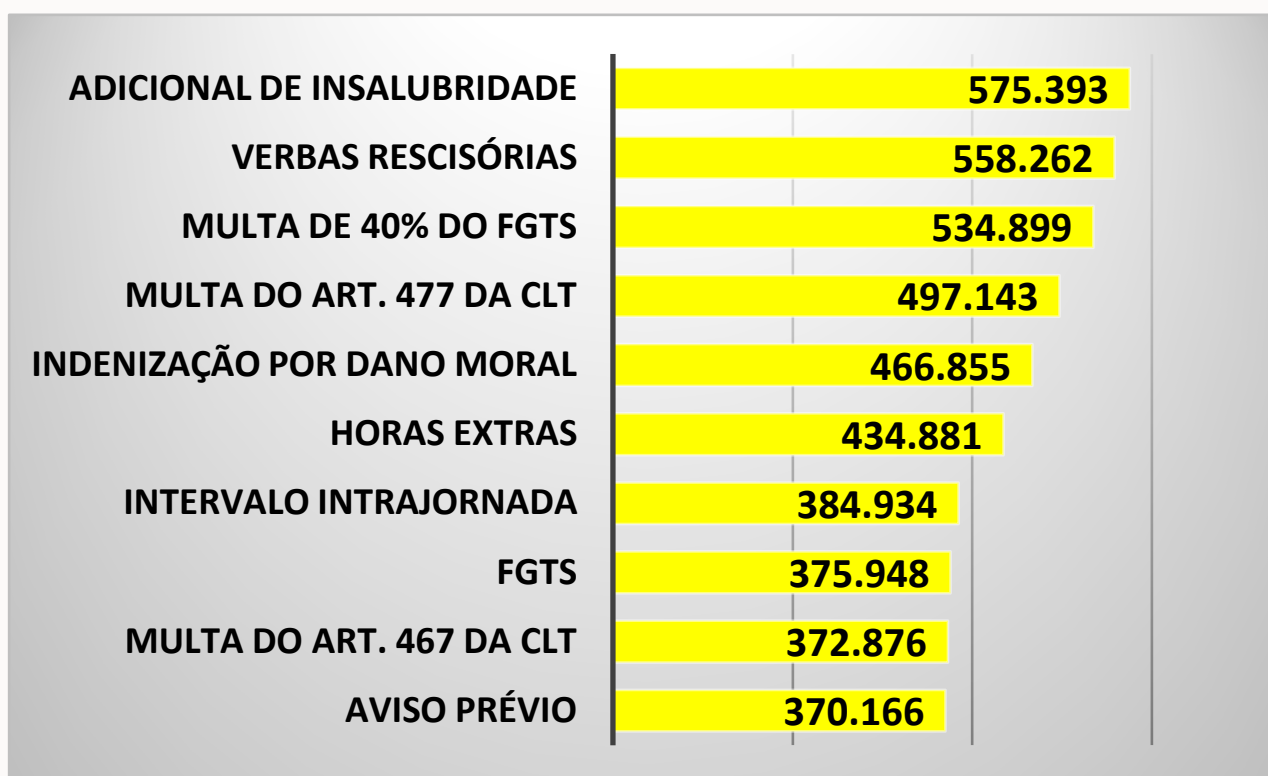 ADICIONAL DE INSALUBRIDADE 575.393
VERBAS RESCISÓRIAS 558.262
MULTA DE 40% DO FGTS 534.899
MULTA DO ART. 477 DA CLT 497.143
INDENIZAÇÃO POR DANO MORAL 466.855
HORAS EXTRAS 434.881
INTERVALO INTRAJORNADA 384.934
FGTS 375.948
MULTA DO ART. 467 DA CLT 372.876
AVISO PRÉVIO 370.166